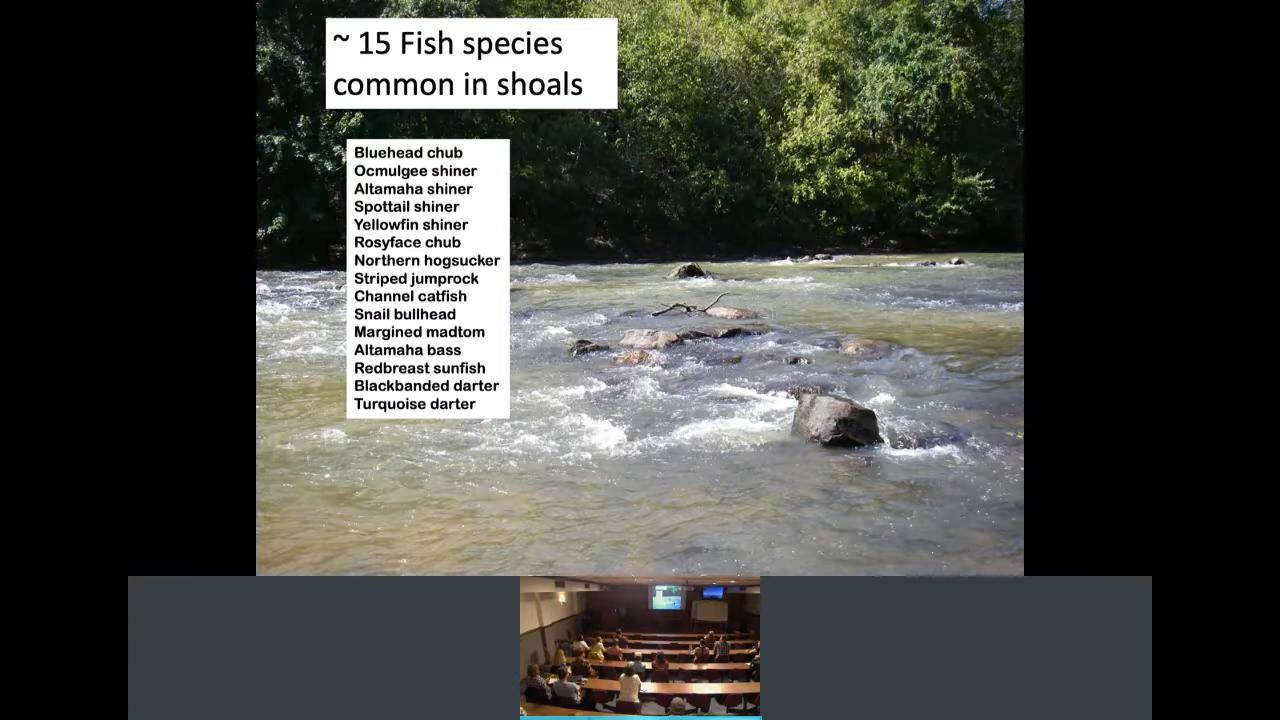 ~ 15 Fish species
common in shoals
Bluehead chub
Ocmulgee shiner
Altamaha shiner
Spottail shiner
Yellowfin shiner
Rosyface chub
Northern hogsucker
Striped jumprock
Channel catfish
Snail bullhead
Margined madtom
Altamaha bass
Redbreast sunfish
Blackbanded darter
Turquoise darter